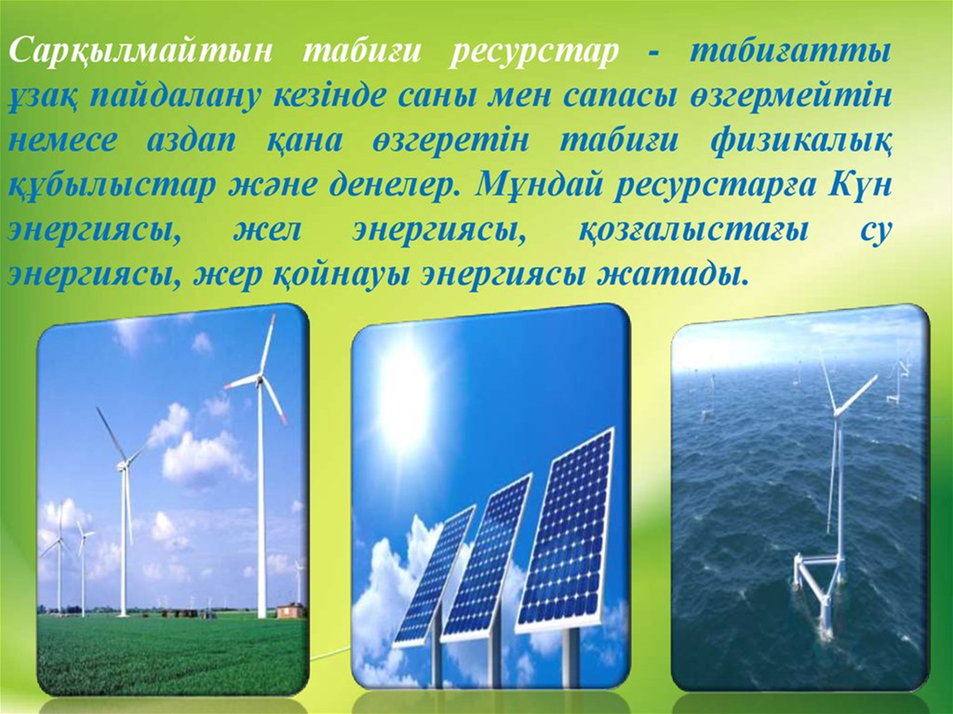 Сарқылмайтын табиғи ресурстар - табиғатты
ұзақ пайдалану кезінде саны мен сапасы өзгермейтін
немесе аздап қана өзгеретін табиғи физикалық
құбылыстар және денелер. Мұндай ресурстарға Күн
энергиясы, жел энергиясы, қозғалыстағы су
энергиясы, жер қойнауы энергиясы жатады.